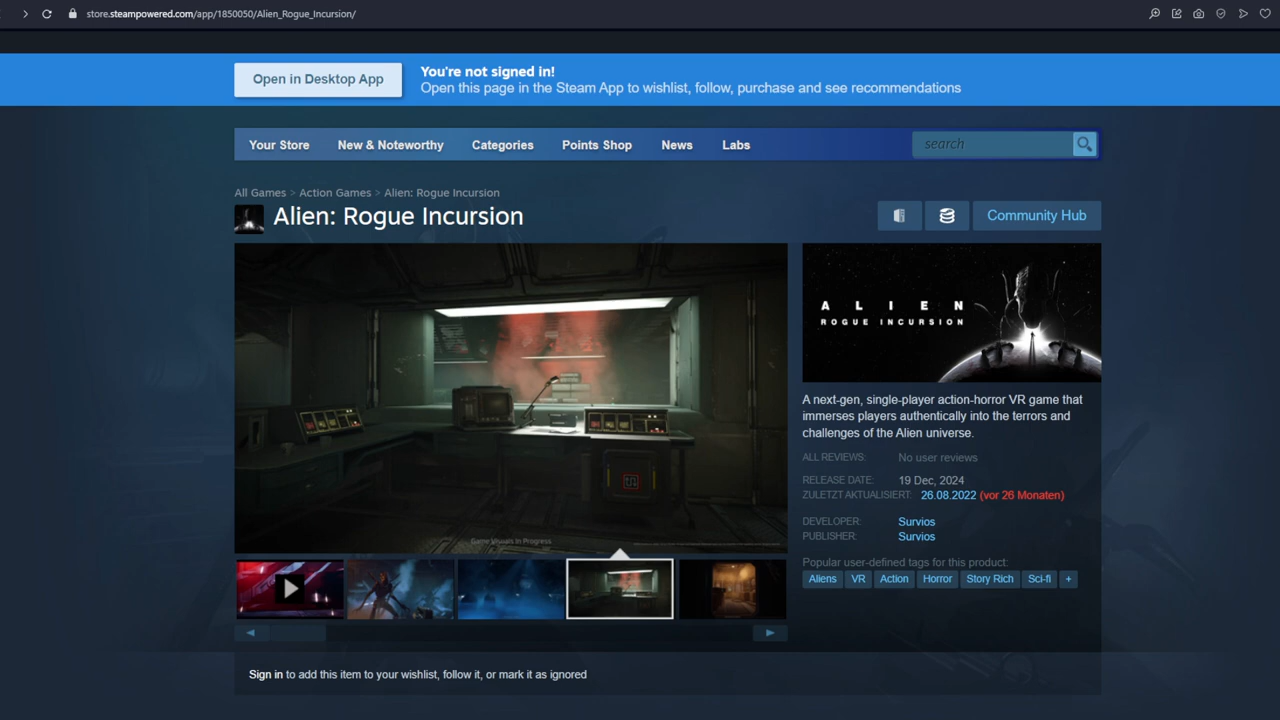 store.steampowered.com/app/1850050/Alien_Rogue_Incursion/
Open in Desktop App
You're not signed in!
Open this page in the Steam App to wishlist, follow, purchase and see recommendations
Your Store New & Noteworthy Categories Points Shop News Labs search
All Games > Action Games > Alien: Rogue Incursion
Alien: Rogue Incursion
Community Hub
ALIEN
ROGUE INCURSION
A next-gen, single-player action-horror VR game that
immerses players authentically into the terrors and
challenges of the Alien universe.
ALL REVIEWS: No user reviews
RELEASE DATE: 19 Dec, 2024
ZULETZT AKTUALISIERT: 26.08.2022 (vor 26 Monaten)
DEVELOPER: Survios
PUBLISHER: Survios
Popular user-defined tags for this product:
Aliens VR Action Horror Story Rich Sci-fi +
Game Visuals In Progress
Sign in to add this item to your wishlist, follow it, or mark it as ignored